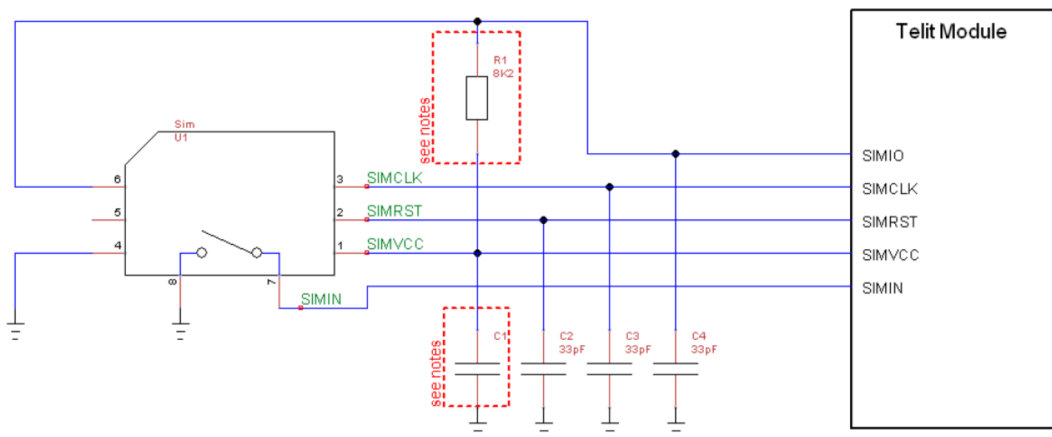 Telit Module
R1
8K2
see notes
Sim
U1
SIMIO
6
3
SIMCLK
SIMCLK
5
2
SIMRST
SIMRST
4
1
SIMVCC
SIMVCC
8
7
SIMIN
SIMIN
see notes
C1
C2
33pF
C3
33pF
C4
33pF